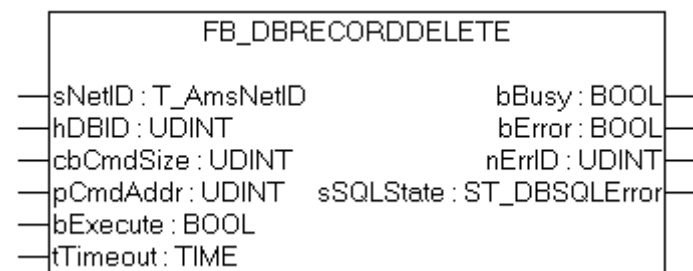 FB_DBRECORDDELETE
sNetID : T_AmsNetID bBusy : BOOL
hDBID : UDINT bError : BOOL
cbCmdSize : UDINT nErrID : UDINT
pCmdAddr : UDINT sSQLState : ST_DBSQLError
bExecute : BOOL
tTimeout : TIME